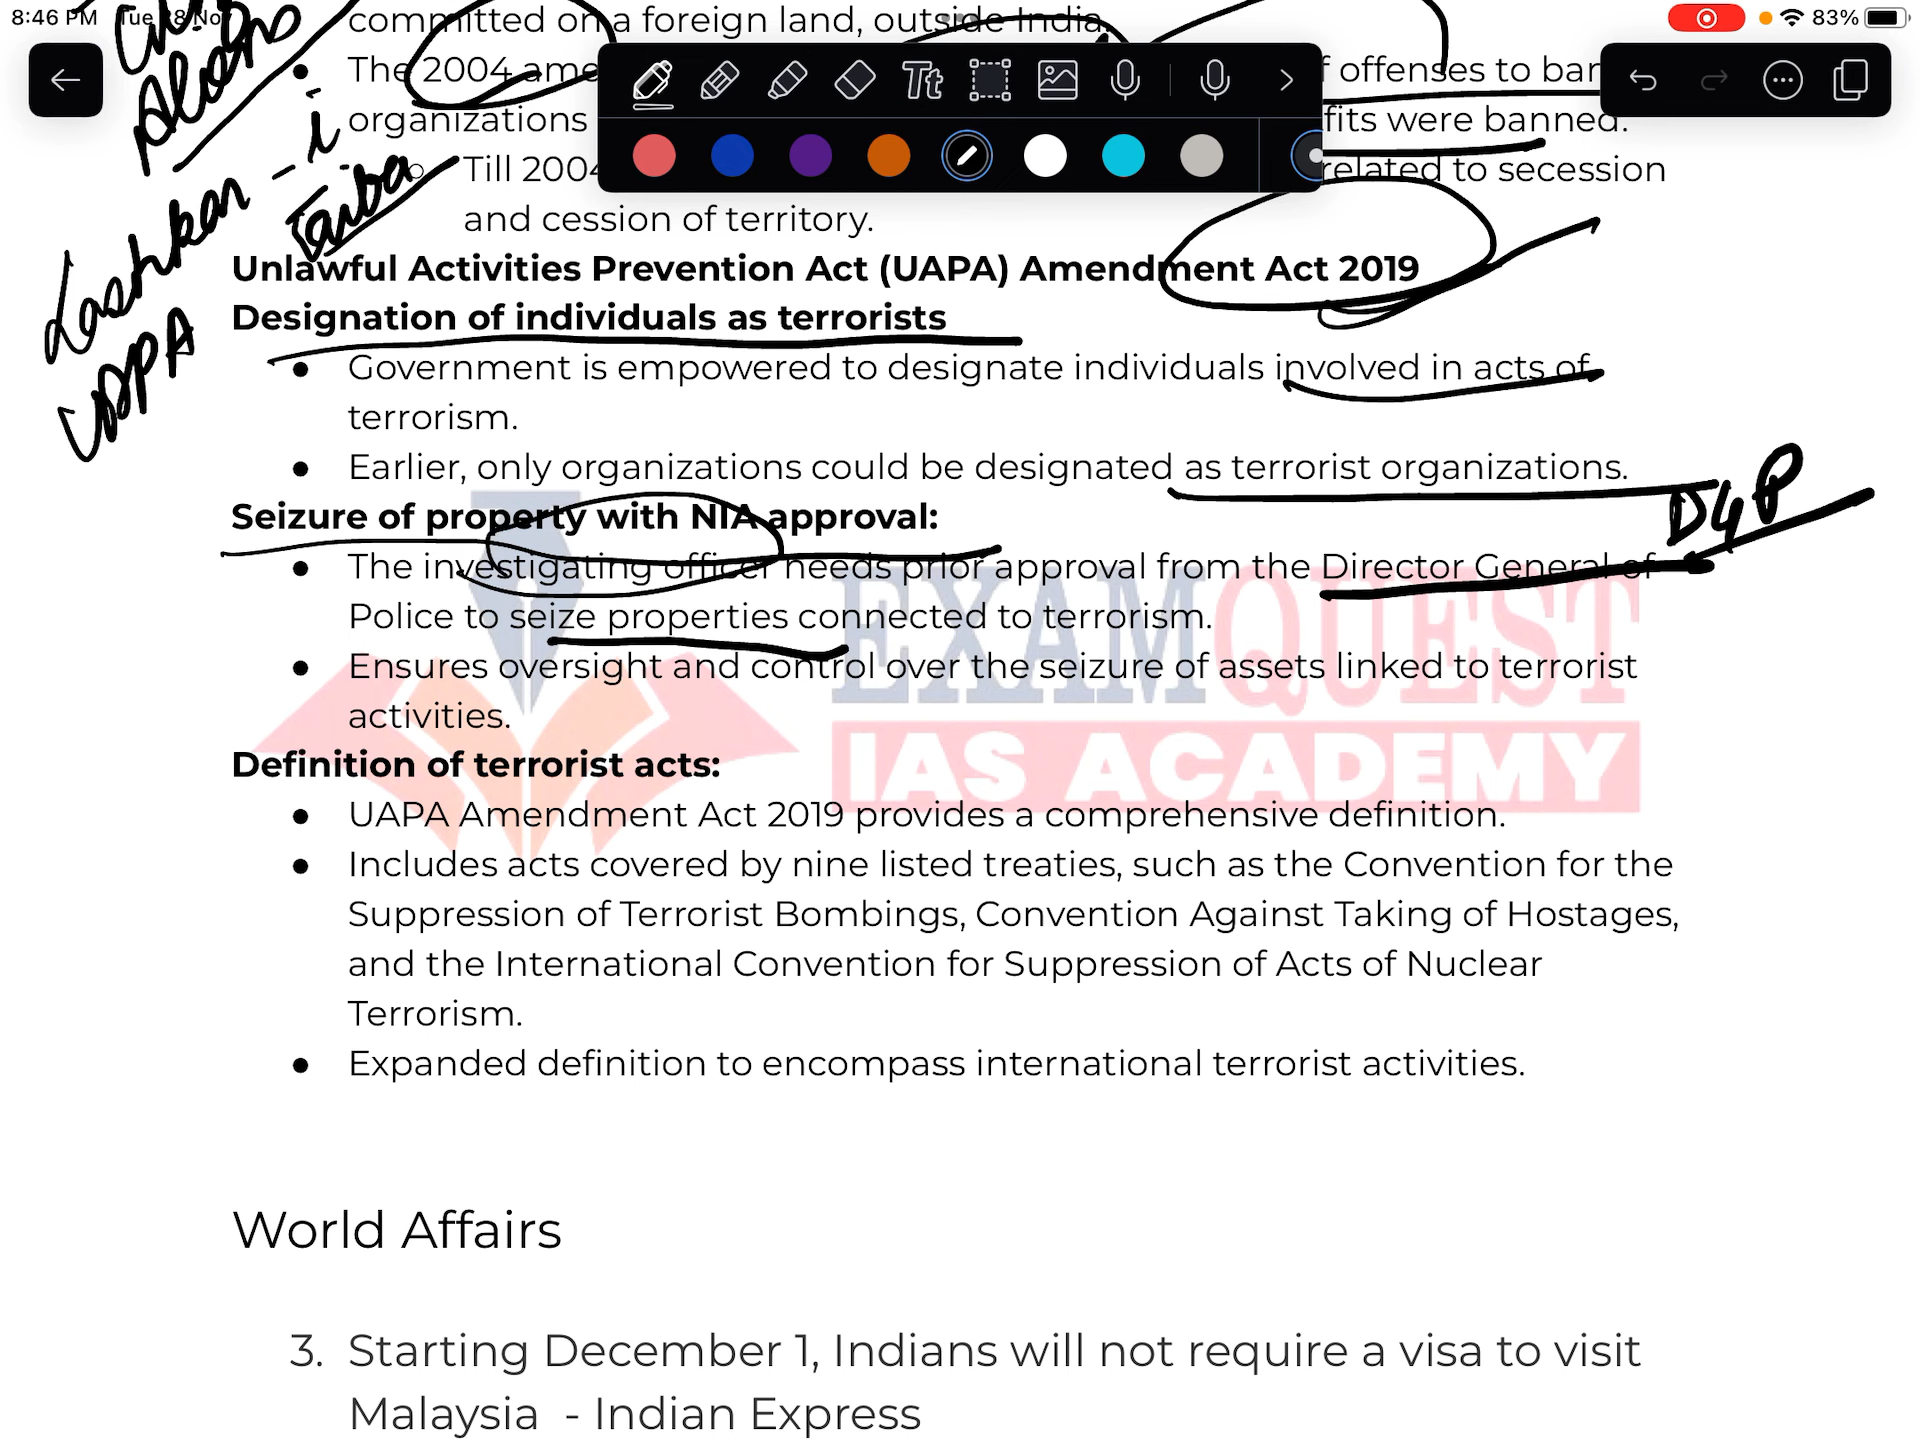 8:46 PM Tue 28 Nov
83%
committed on a foreign land, outside India.
The 2004 ame
f offenses to ban
organizations
fits were banned.
Till 2004
related to secession
and cession of territory.
Lashkar - i
Taiba
UAPA
Unlawful Activities Prevention Act (UAPA) Amendment Act 2019
Designation of individuals as terrorists
Government is empowered to designate individuals involved in acts of
terrorism.
Earlier, only organizations could be designated as terrorist organizations.
DGP
Seizure of property with NIA approval:
The investigating officer needs prior approval from the Director General of
Police to seize properties connected to terrorism.
Ensures oversight and control over the seizure of assets linked to terrorist
activities.
EXAMQUEST
IAS ACADEMY
Definition of terrorist acts:
UAPA Amendment Act 2019 provides a comprehensive definition.
Includes acts covered by nine listed treaties, such as the Convention for the
Suppression of Terrorist Bombings, Convention Against Taking of Hostages,
and the International Convention for Suppression of Acts of Nuclear
Terrorism.
Expanded definition to encompass international terrorist activities.
World Affairs
3. Starting December 1, Indians will not require a visa to visit
Malaysia - Indian Express